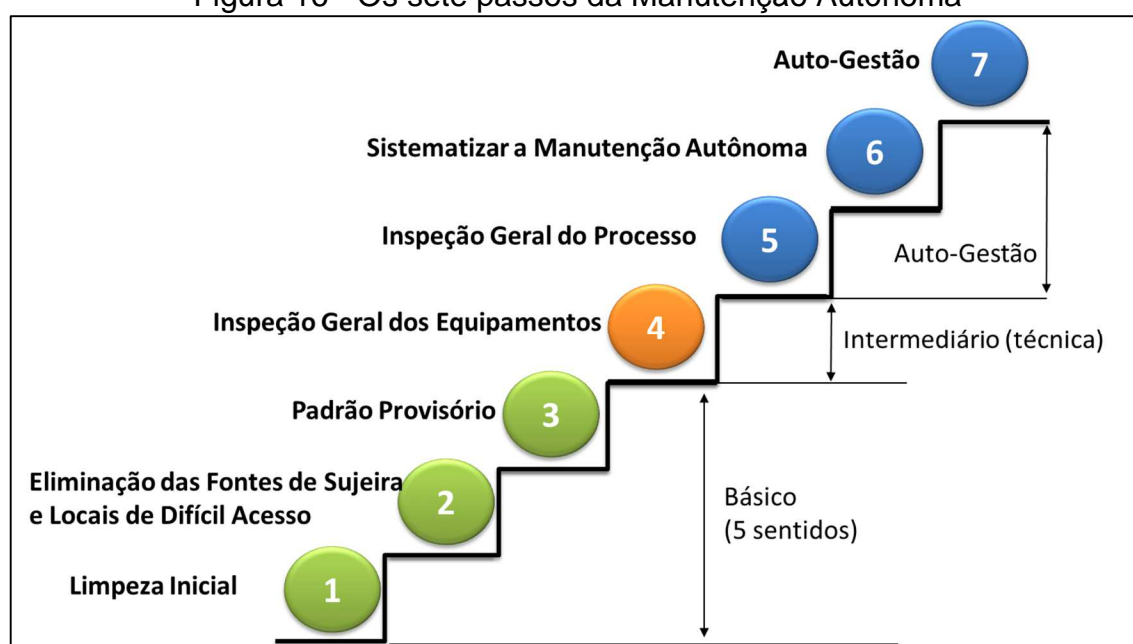 Figura 16 - Os sete passos da Manutenção Autônoma
Auto-Gestão 7
Sistematizar a Manutenção Autônoma 6
Inspeção Geral do Processo 5
Auto-Gestão
Inspeção Geral dos Equipamentos 4
Intermediário (técnica)
Padrão Provisório 3
Eliminação das Fontes de Sujeira
e Locais de Difícil Acesso 2
Básico
(5 sentidos)
Limpeza Inicial 1